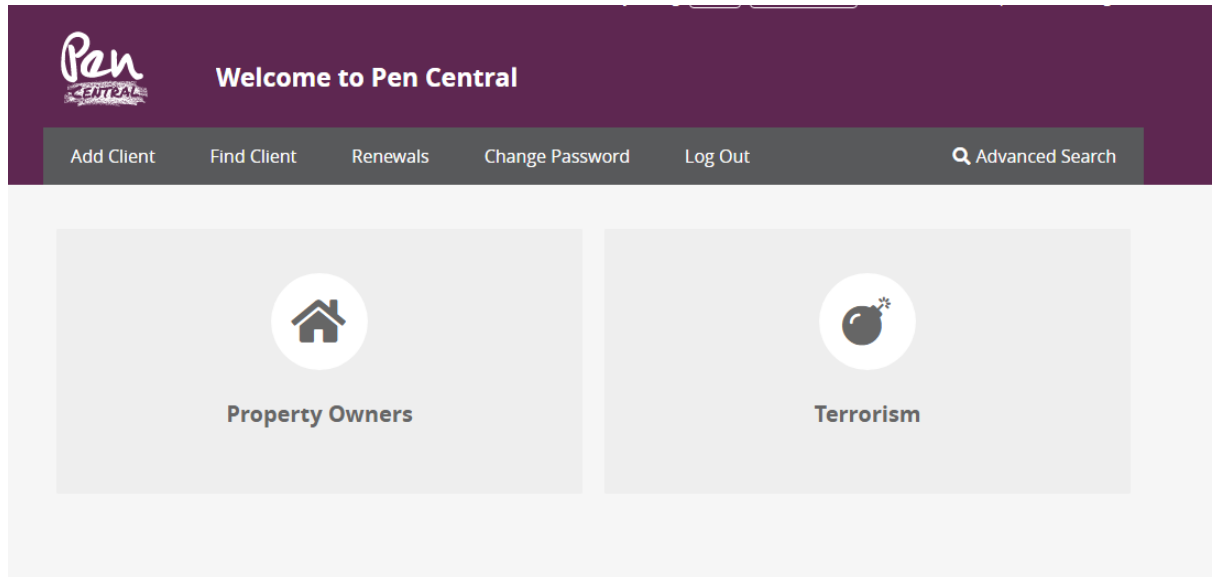 Pen
CENTRAL
Welcome to Pen Central
Add Client
Find Client
Renewals
Change Password
Log Out
Advanced Search
Property Owners
Terrorism